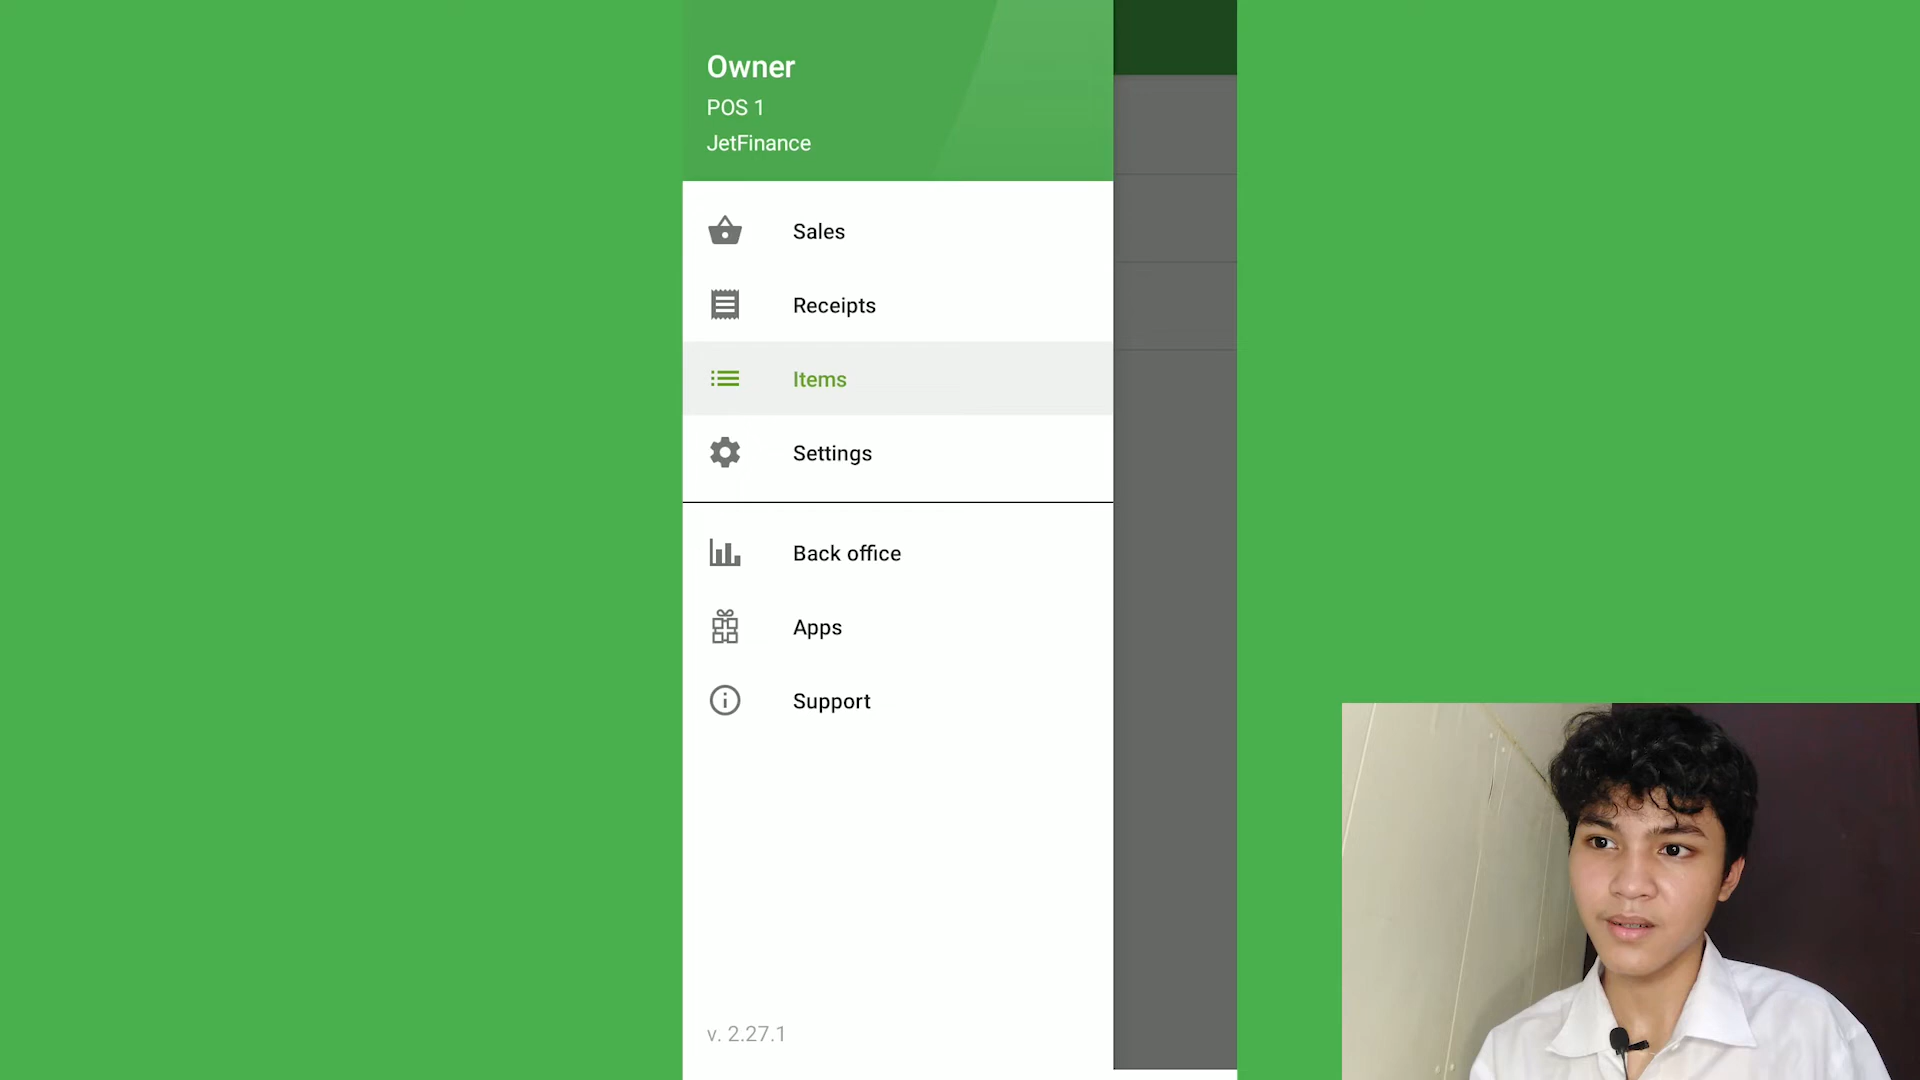 Owner
POS 1
JetFinance
Sales
Receipts
Items
Settings
Back office
Apps
Support
v. 2.27.1